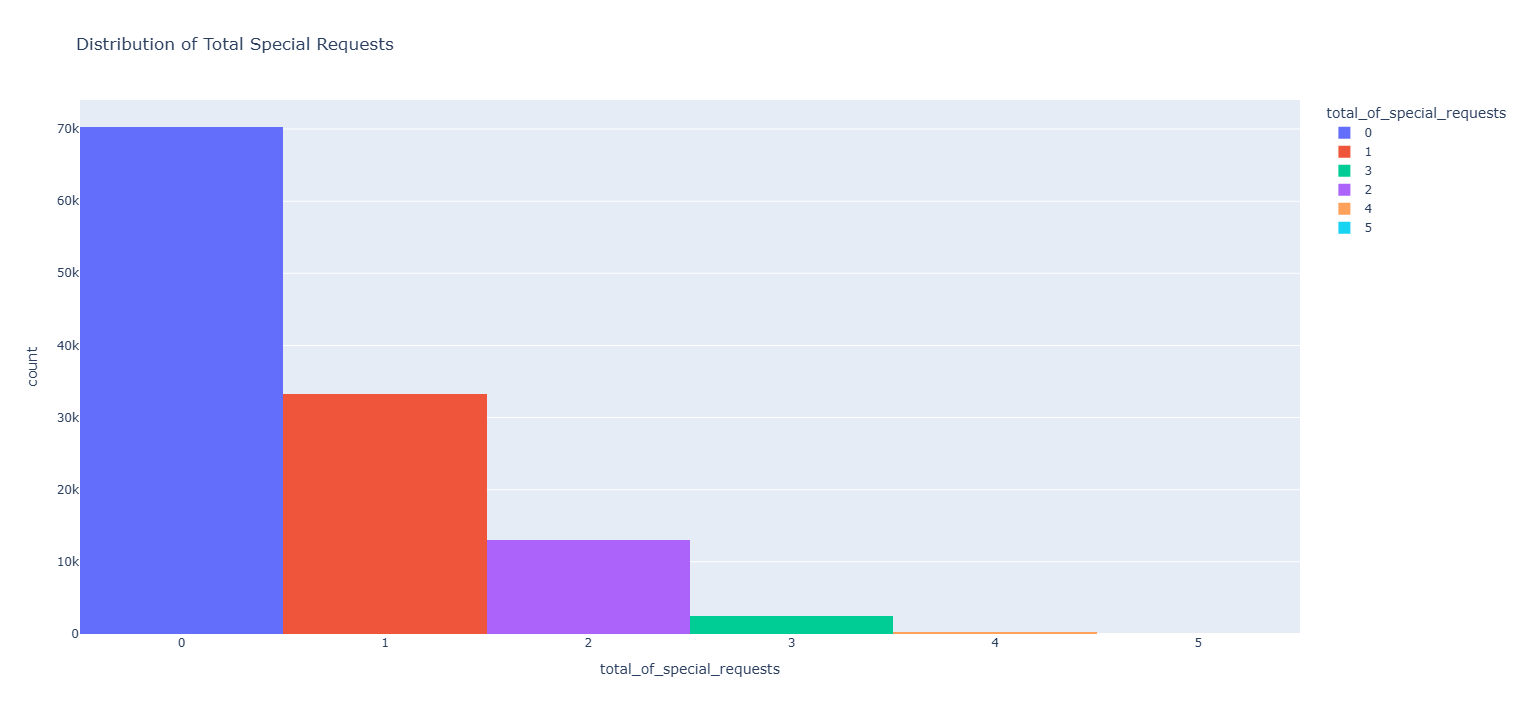 Distribution of Total Special Requests
total_of_special_requests
0
1
3
2
4
5
70k
60k
50k
40k
30k
20k
10k
0
count
0 1 2 3 4 5
total_of_special_requests